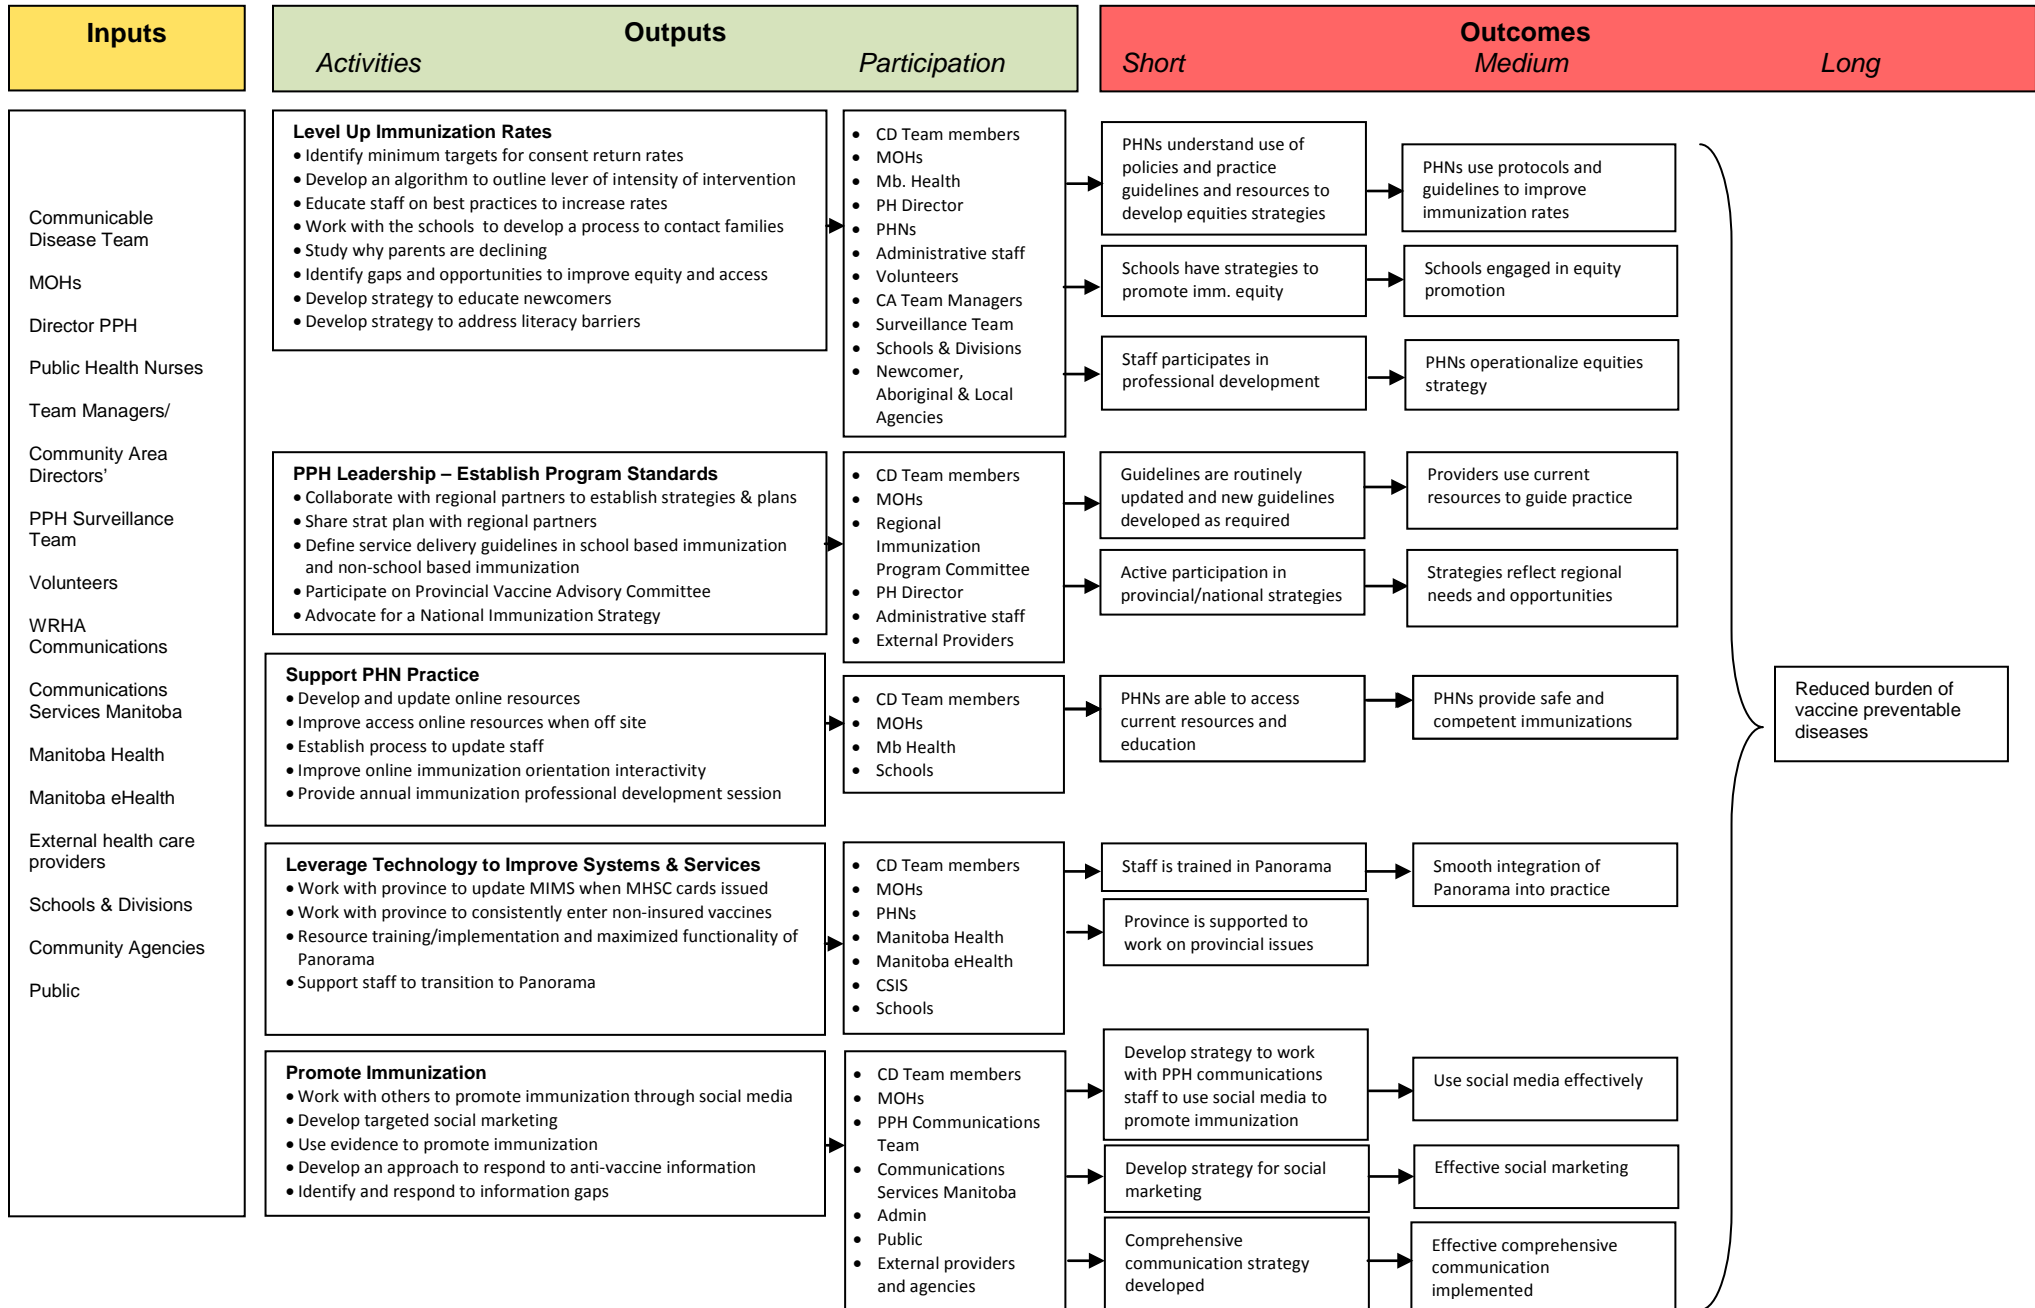 Inputs
Outputs
Activities
Participation
Outcomes
Short
Medium
Long
Communicable
Disease Team
MOHs
Director PPH
Public Health Nurses
Team Managers/
Community Area
Directors’
PPH Surveillance
Team
Volunteers
WRHA
Communications
Communications
Services Manitoba
Manitoba Health
Manitoba eHealth
External health care
providers
Schools & Divisions
Community Agencies
Public
Level Up Immunization Rates
• Identify minimum targets for consent return rates
• Develop an algorithm to outline lever of intensity of intervention
• Educate staff on best practices to increase rates
• Work with the schools to develop a process to contact families
• Study why parents are declining
• Identify gaps and opportunities to improve equity and access
• Develop strategy to educate newcomers
• Develop strategy to address literacy barriers
• CD Team members
• MOHs
• Mb. Health
• PH Director
• PHNs
• Administrative staff
• Volunteers
• CA Team Managers
• Surveillance Team
• Schools & Divisions
• Newcomer,
Aboriginal & Local
Agencies
PHNs understand use of
policies and practice
guidelines and resources to
develop equities strategies
PHNs use protocols and
guidelines to improve
immunization rates
Schools have strategies to
promote imm. equity
Schools engaged in equity
promotion
Staff participates in
professional development
PHNs operationalize equities
strategy
PPH Leadership – Establish Program Standards
• Collaborate with regional partners to establish strategies & plans
• Share strat plan with regional partners
• Define service delivery guidelines in school based immunization
and non-school based immunization
• Participate on Provincial Vaccine Advisory Committee
• Advocate for a National Immunization Strategy
• CD Team members
• MOHs
• Regional
Immunization
Program Committee
• PH Director
• Administrative staff
• External Providers
Guidelines are routinely
updated and new guidelines
developed as required
Providers use current
resources to guide practice
Active participation in
provincial/national strategies
Strategies reflect regional
needs and opportunities
Support PHN Practice
• Develop and update online resources
• Improve access online resources when off site
• Establish process to update staff
• Improve online immunization orientation interactivity
• Provide annual immunization professional development session
• CD Team members
• MOHs
• Mb Health
• Schools
PHNs are able to access
current resources and
education
PHNs provide safe and
competent immunizations
Reduced burden of
vaccine preventable
diseases
Leverage Technology to Improve Systems & Services
• Work with province to update MIMS when MHSC cards issued
• Work with province to consistently enter non-insured vaccines
• Resource training/implementation and maximized functionality of
Panorama
• Support staff to transition to Panorama
• CD Team members
• MOHs
• PHNs
• Manitoba Health
• Manitoba eHealth
• CSIS
• Schools
Staff is trained in Panorama
Smooth integration of
Panorama into practice
Province is supported to
work on provincial issues
Promote Immunization
• Work with others to promote immunization through social media
• Develop targeted social marketing
• Use evidence to promote immunization
• Develop an approach to respond to anti-vaccine information
• Identify and respond to information gaps
• CD Team members
• MOHs
• PPH Communications
Team
• Communications
Services Manitoba
• Admin
• Public
• External providers
and agencies
Develop strategy to work
with PPH communications
staff to use social media to
promote immunization
Use social media effectively
Develop strategy for social
marketing
Effective social marketing
Comprehensive
communication strategy
developed
Effective comprehensive
communication
implemented